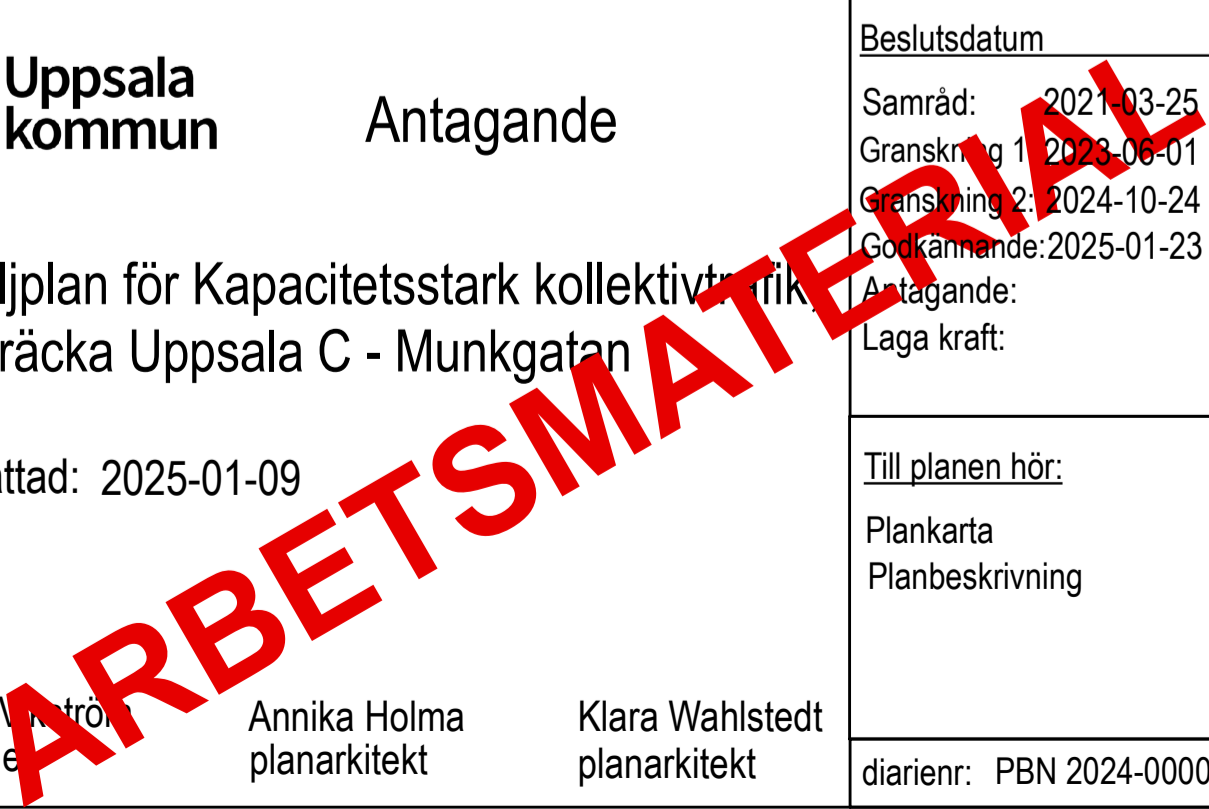 Uppsala
kommun
Antagande
ljplan för Kapacitetsstark kollektivtrafik,
räcka Uppsala C - Munkgatan
ttad: 2025-01-09
Annika Holma
planarkitekt
Klara Wahlstedt
planarkitekt
Beslutsdatum
Samråd: 2021-03-25
Granskning 1: 2023-06-01
Granskning 2: 2024-10-24
Godkännande: 2025-01-23
Antagande:
Laga kraft:
Till planen hör:
Plankarta
Planbeskrivning
diarienr: PBN 2024-0000
ARBETSMATERIAL